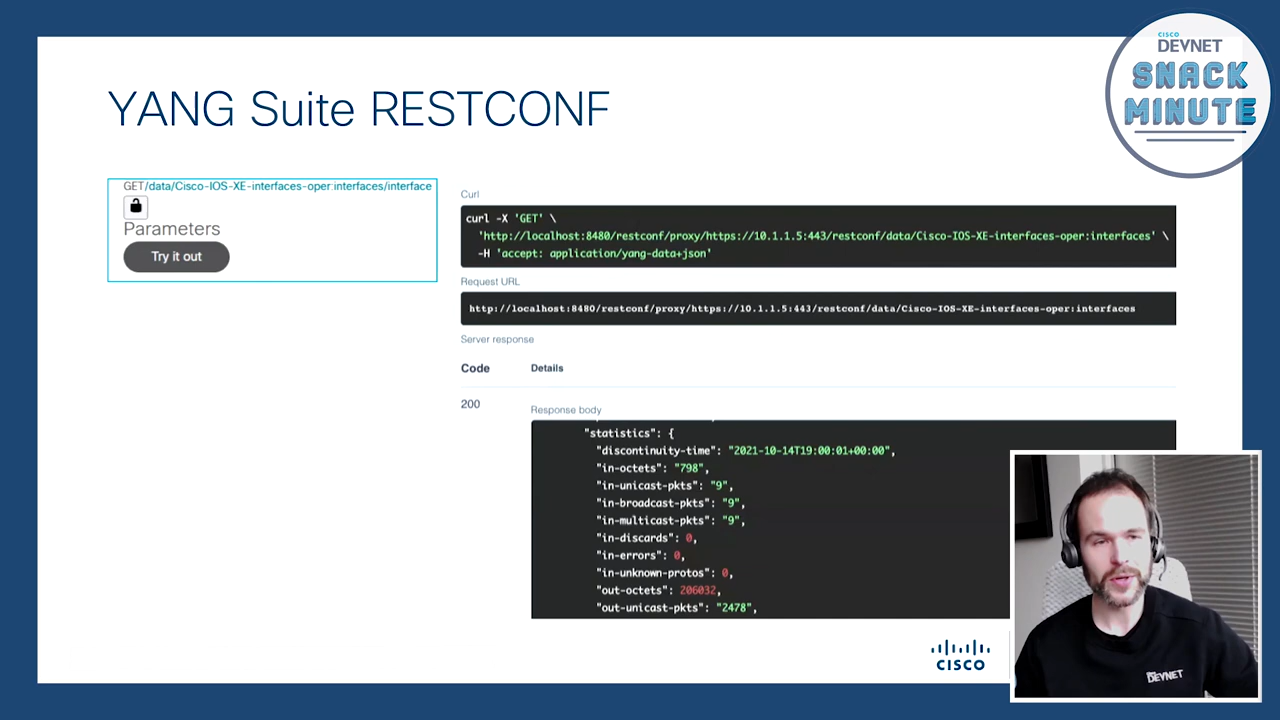 CISCO
DEVNET
SNACK
MINUTE
YANG Suite RESTCONF
GET/data/Cisco-IOS-XE-interfaces-oper:interfaces/interface
Parameters
Try it out
Curl
curl -X 'GET' \
'http://localhost:8480/restconf/proxy/https://10.1.1.5:443/restconf/data/Cisco-IOS-XE-interfaces-oper:interfaces' \
-H 'accept: application/yang-data+json'
Request URL
http://localhost:8480/restconf/proxy/https://10.1.1.5:443/restconf/data/Cisco-IOS-XE-interfaces-oper:interfaces
Server response
Code Details
200
Response body
"statistics": {
"discontinuity-time": "2021-10-14T19:00:01+00:00",
"in-octets": "798",
"in-unicast-pkts": "9",
"in-broadcast-pkts": "9",
"in-multicast-pkts": "9",
"in-discards": 0,
"in-errors": 0,
"in-unknown-protos": 0,
"out-octets": 206032,
"out-unicast-pkts": "2478",
CISCO
DEVNET